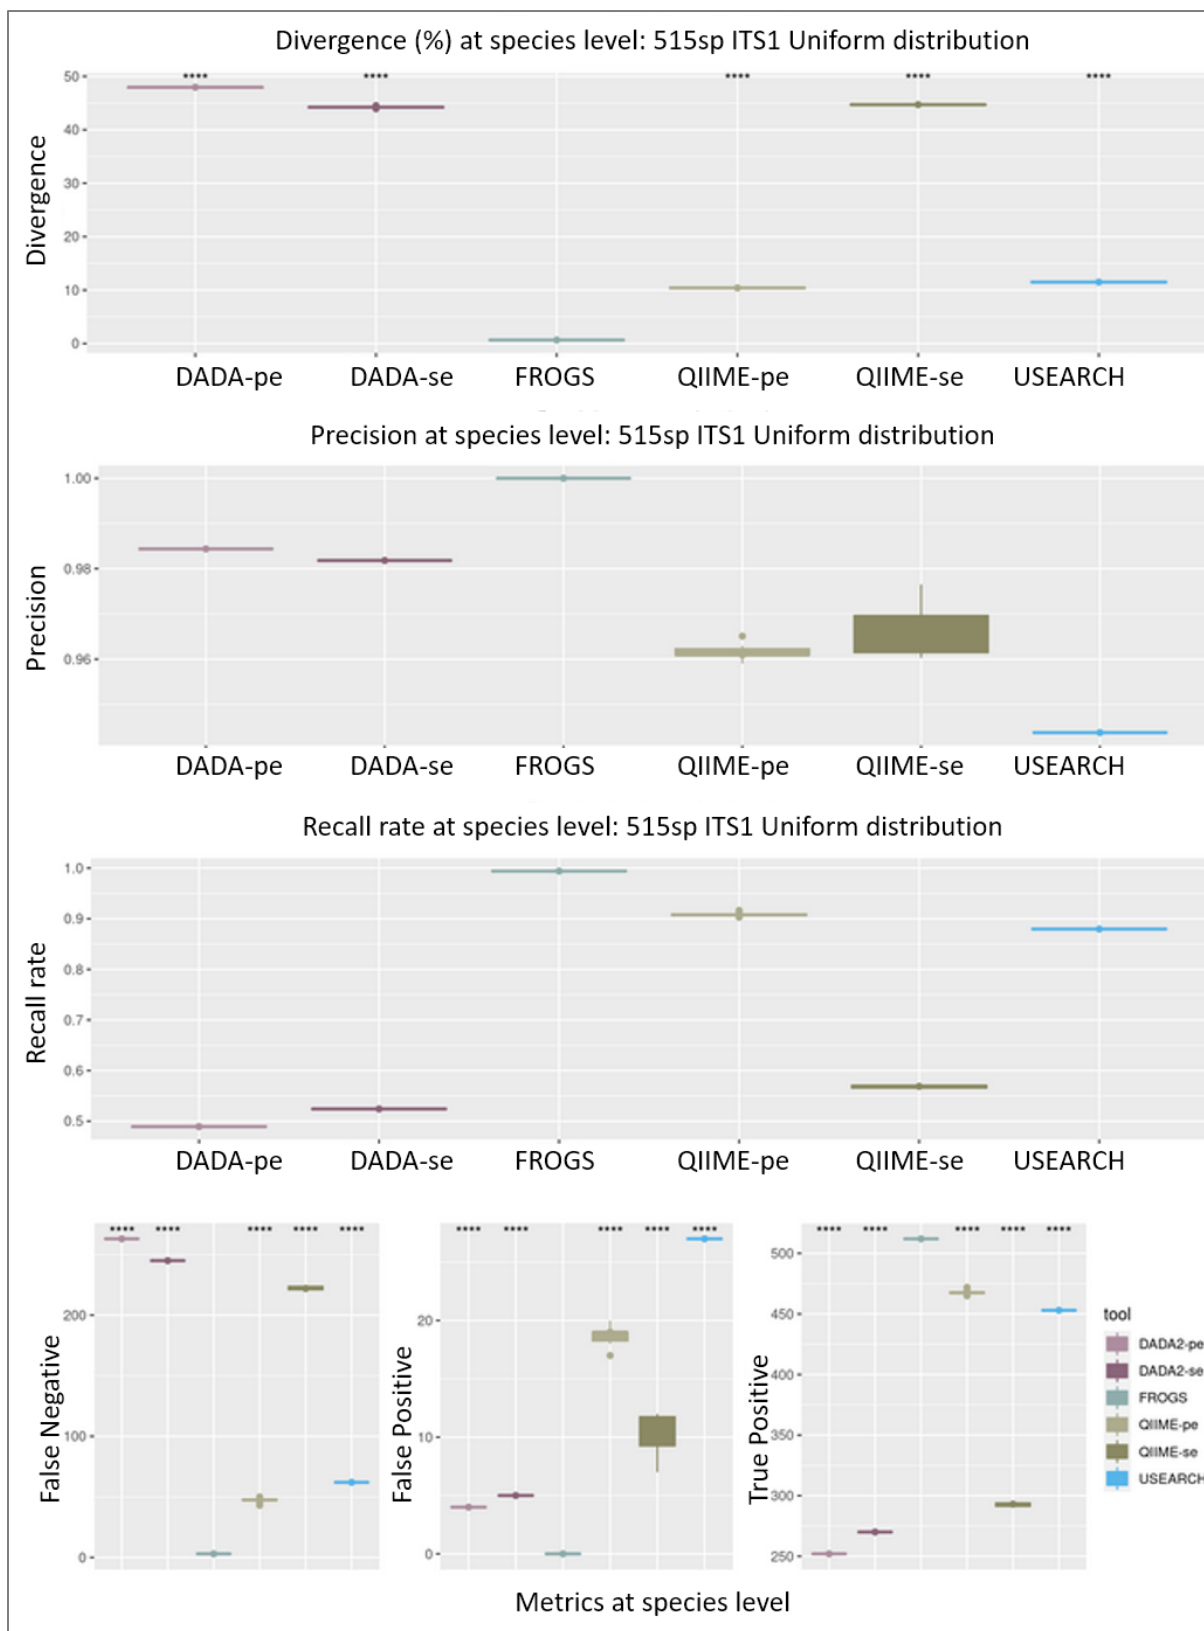 Divergence (%) at species level: 515sp ITS1 Uniform distribution
**** **** **** **** ****
50
40
30
20
10
0
Divergence
DADA-pe DADA-se FROGS QIIME-pe QIIME-se USEARCH
Precision at species level: 515sp ITS1 Uniform distribution
1.00
0.98
0.96
Precision
DADA-pe DADA-se FROGS QIIME-pe QIIME-se USEARCH
Recall rate at species level: 515sp ITS1 Uniform distribution
1.0
0.9
0.8
0.7
0.6
0.5
Recall rate
DADA-pe DADA-se FROGS QIIME-pe QIIME-se USEARCH
**** **** **** **** ****
200
100
0
False Negative
**** **** **** **** ****
20
10
0
False Positive
**** **** **** **** ****
500
450
400
350
300
250
True Positive
tool
DADA2-pe
DADA2-se
FROGS
QIIME-pe
QIIME-se
USEARCH
Metrics at species level